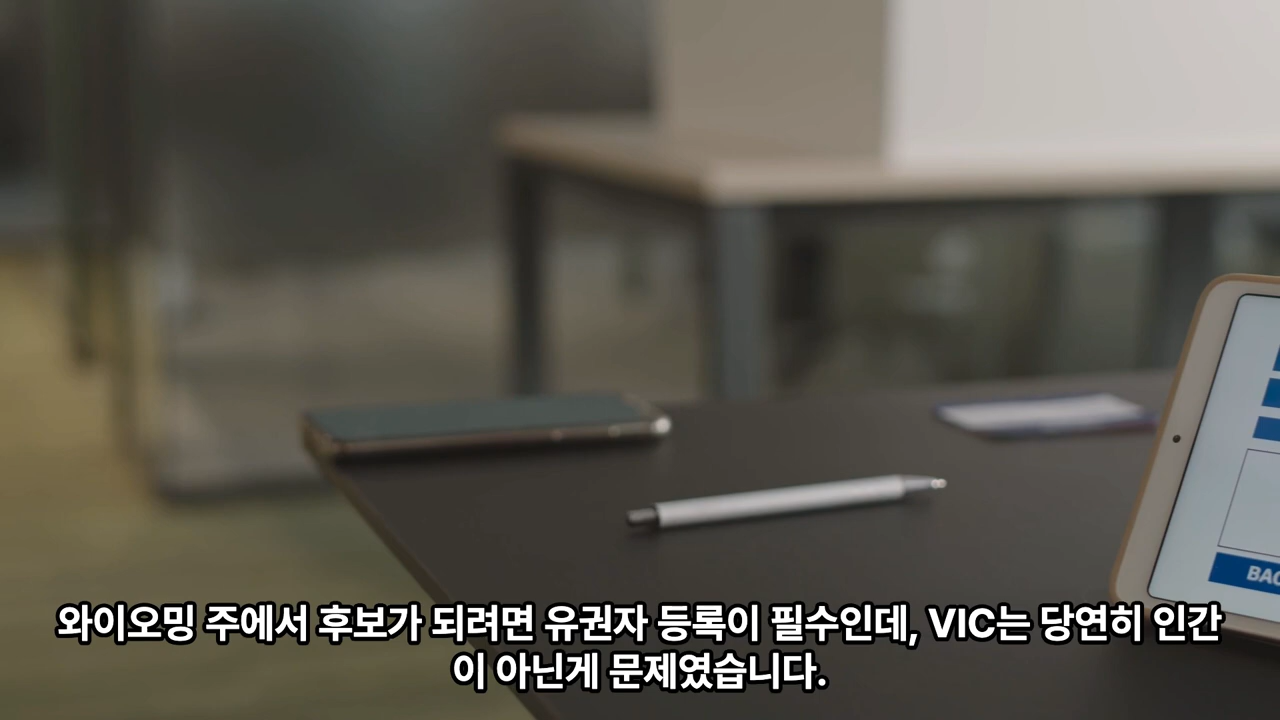 BAC
와이오밍 주에서 후보가 되려면 유권자 등록이 필수인데, VIC는 당연히 인간
이 아닌게 문제였습니다.